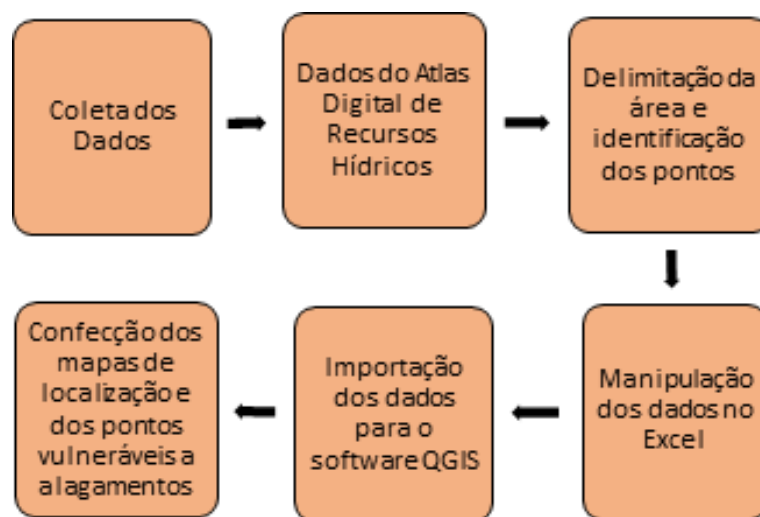 Coleta dos
Dados
Dados do Atlas
Digital de
Recursos
Hídricos
Delimitação da
área e
identificação
dos pontos
Manipulação
dos dados no
Excel
Importação
dos dados
para o
software QGIS
Confecção dos
mapas de
localização e
dos pontos
vulneráveis a
alagamentos